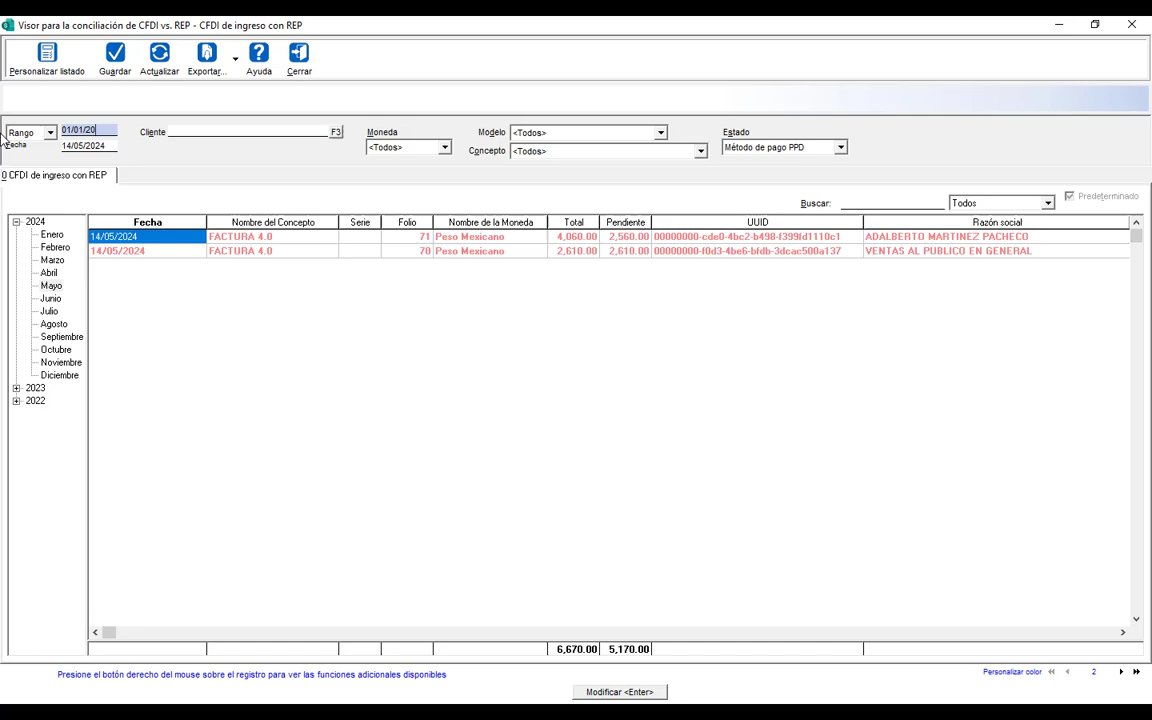 Visor para la conciliación de CFDI vs. REP - CFDI de ingreso con REP
Personalizar listado Guardar Actualizar Exportar... Ayuda Cerrar
Rango 01/01/20 Cliente F3 Moneda Modelo <Todos> Estado
Fecha 14/05/2024 <Todos> Concepto <Todos> Método de pago PPD
0 CFDI de ingreso con REP
Buscar: Todos Predeterminado
2024
Enero
Febrero
Marzo
Abril
Mayo
Junio
Julio
Agosto
Septiembre
Octubre
Noviembre
Diciembre
2023
2022
Fecha Nombre del Concepto Serie Folio Nombre de la Moneda Total Pendiente UUID Razón social
14/05/2024 FACTURA 4.0 71 Peso Mexicano 4,060.00 2,560.00 00000000-cde0-4bc2-b498-f399fd1110c1 ADALBERTO MARTINEZ PACHECO
14/05/2024 FACTURA 4.0 70 Peso Mexicano 2,610.00 2,610.00 00000000-f0d3-4be6-bfdb-3dcac500a137 VENTAS AL PUBLICO EN GENERAL
6,670.00 5,170.00
Presione el botón derecho del mouse sobre el registro para ver las funciones adicionales disponibles
Personalizar color 2
Modificar <Enter>